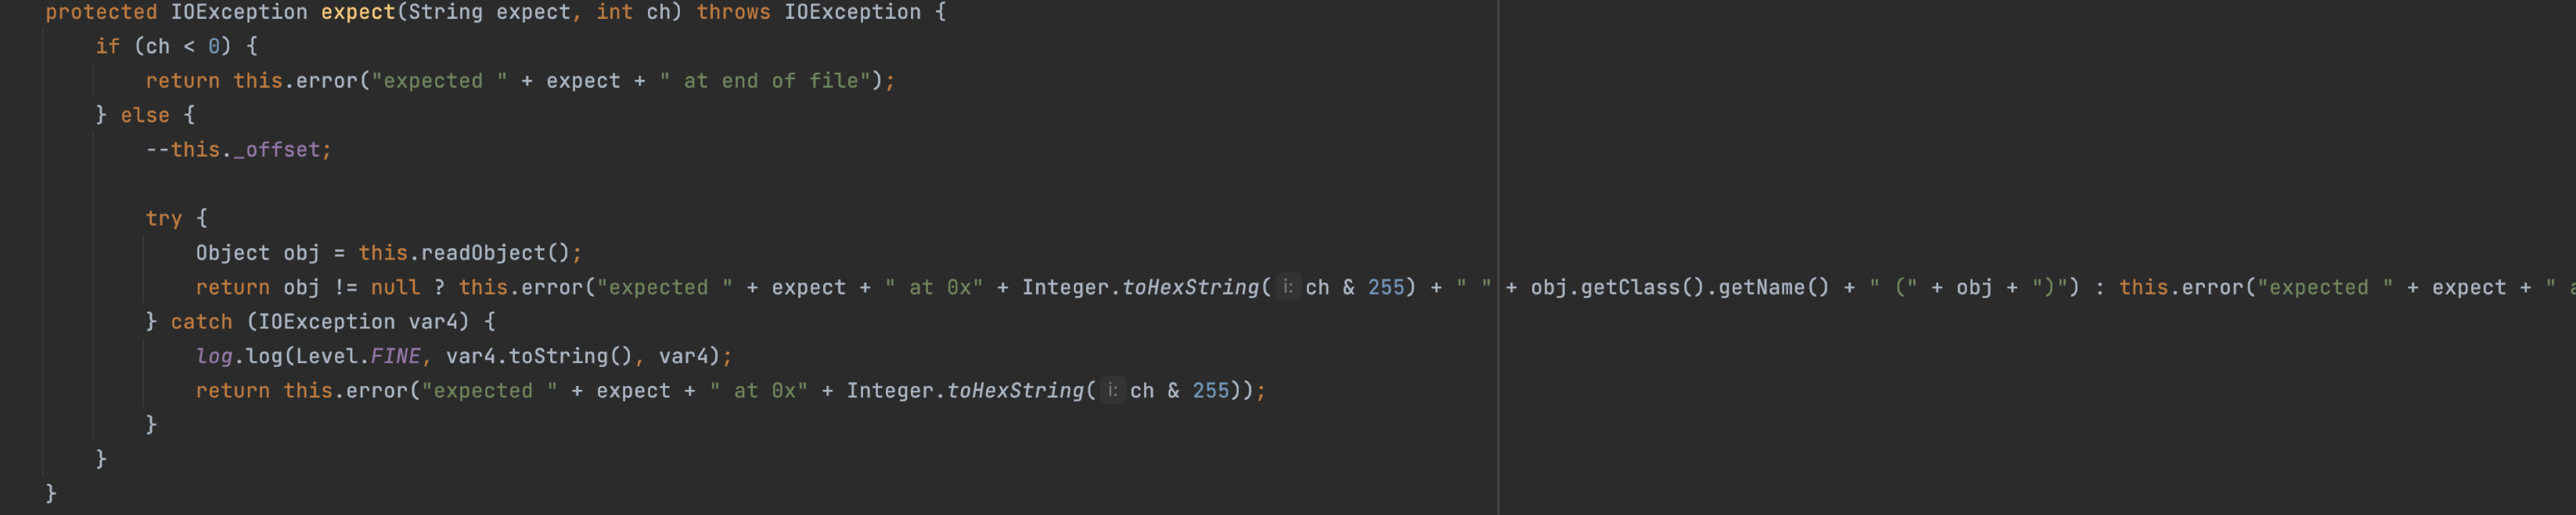 protected IOException expect(String expect, int ch) throws IOException {
if (ch < 0) {
return this.error("expected " + expect + " at end of file");
} else {
--this._offset;
try {
Object obj = this.readObject();
return obj != null ? this.error("expected " + expect + " at 0x" + Integer.toHexString( i: ch & 255) + " " + obj.getClass().getName() + " (" + obj + ")") : this.error("expected " + expect + " a
} catch (IOException var4) {
log.log(Level.FINE, var4.toString(), var4);
return this.error("expected " + expect + " at 0x" + Integer.toHexString( i: ch & 255));
}
}
}